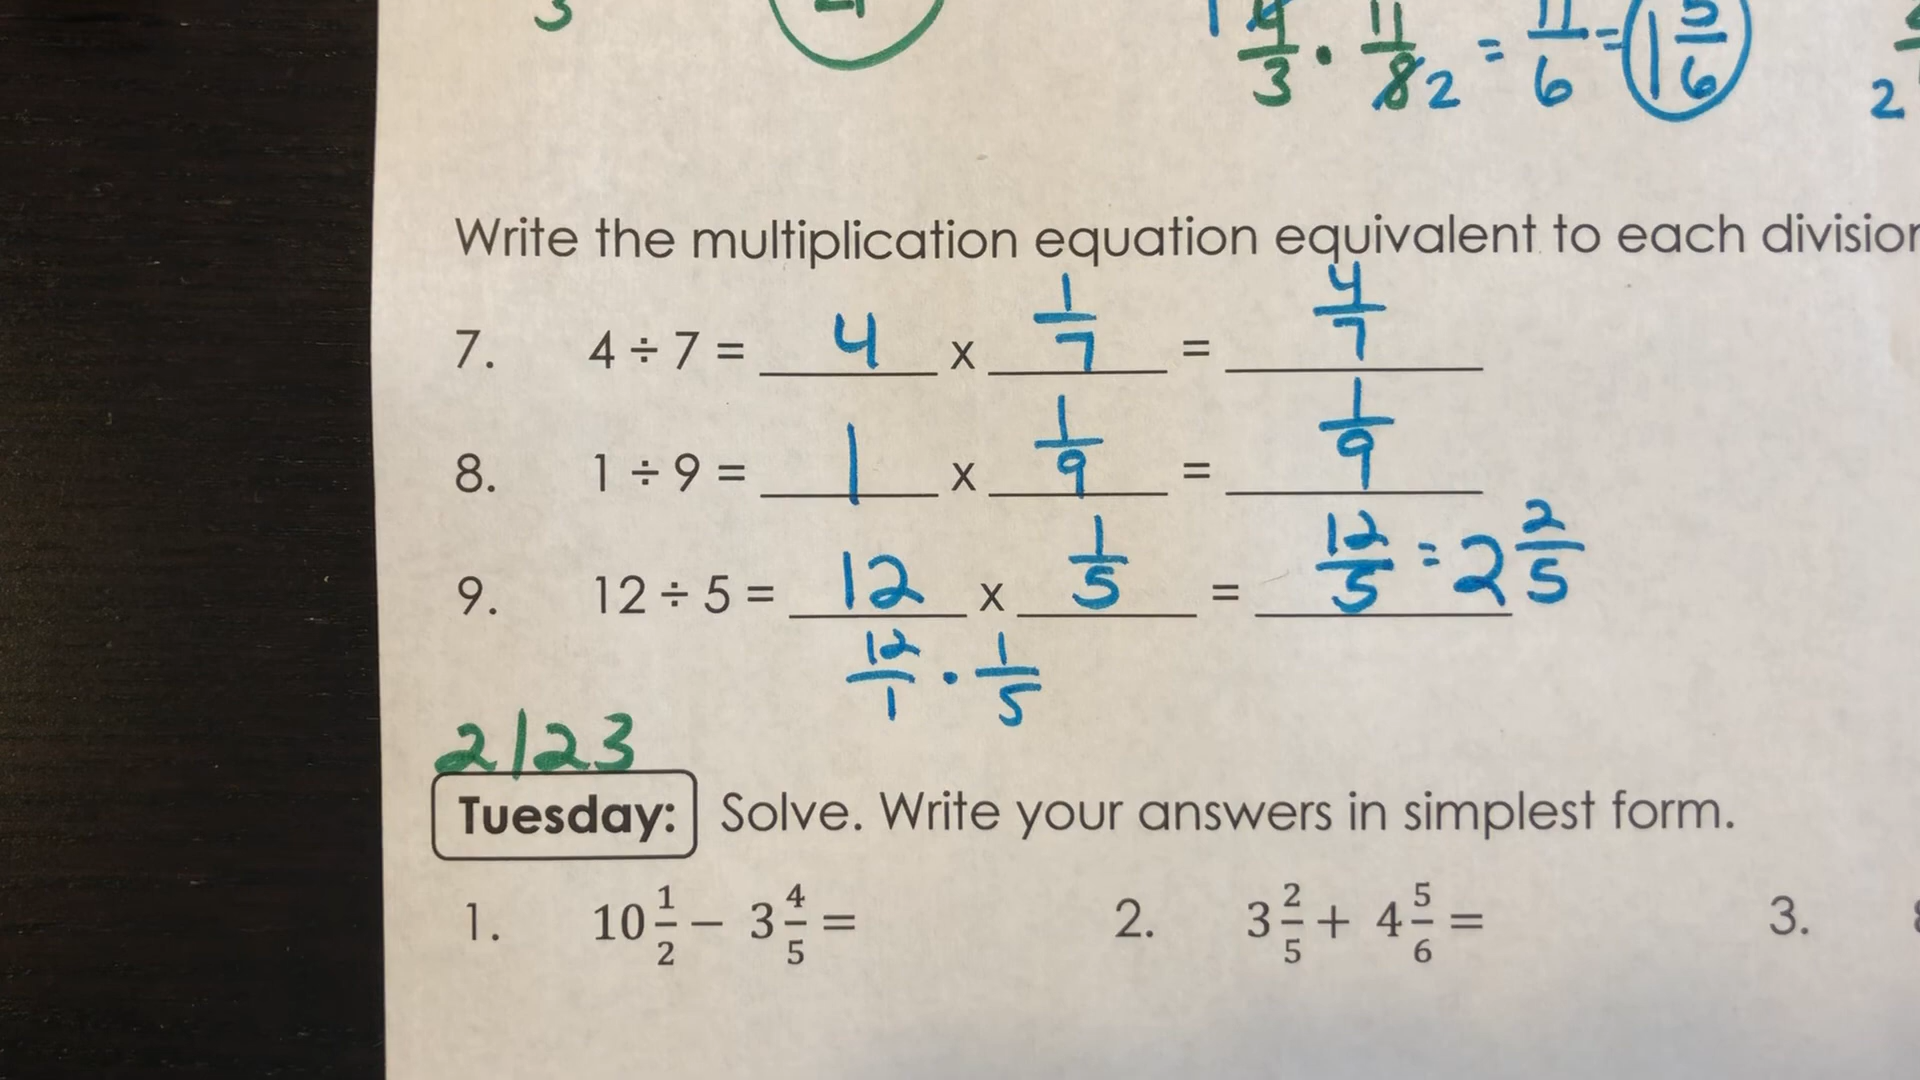 4/3 · 11/8 2 = 11/6 = 1 5/6
2
Write the multiplication equation equivalent to each
7. 4 ÷ 7 = 4 x 1/7 = 4/7
8. 1 ÷ 9 = 1 x 1/9 = 1/9
9. 12 ÷ 5 = 12 x 1/5 = 12/5 = 2 2/5
12/1 · 1/5
2/23
Tuesday: Solve. Write your answers in simplest form.
1. 10 1/2 − 3 4/5 =
2. 3 2/5 + 4 5/6 =
3.